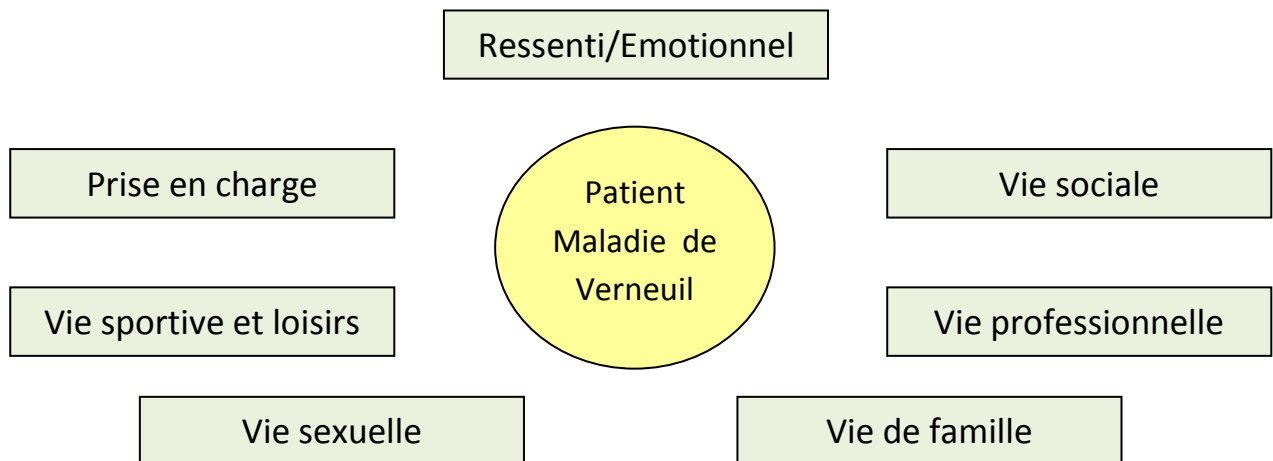 Ressenti/Emotionnel
Prise en charge
Patient
Maladie de
Verneuil
Vie sociale
Vie sportive et loisirs
Vie professionnelle
Vie sexuelle
Vie de famille